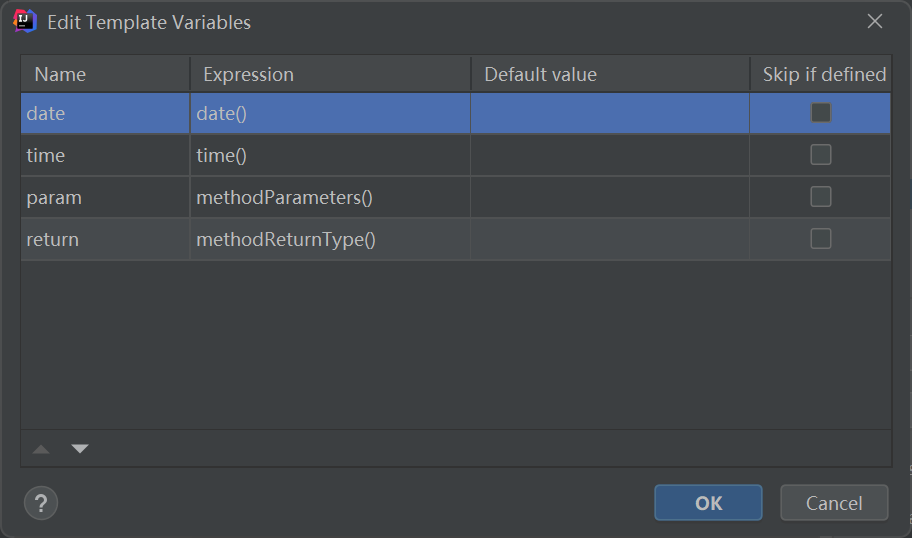 Edit Template Variables
Name Expression Default value Skip if defined
date date()
time time()
param methodParameters()
return methodReturnType()
? OK Cancel